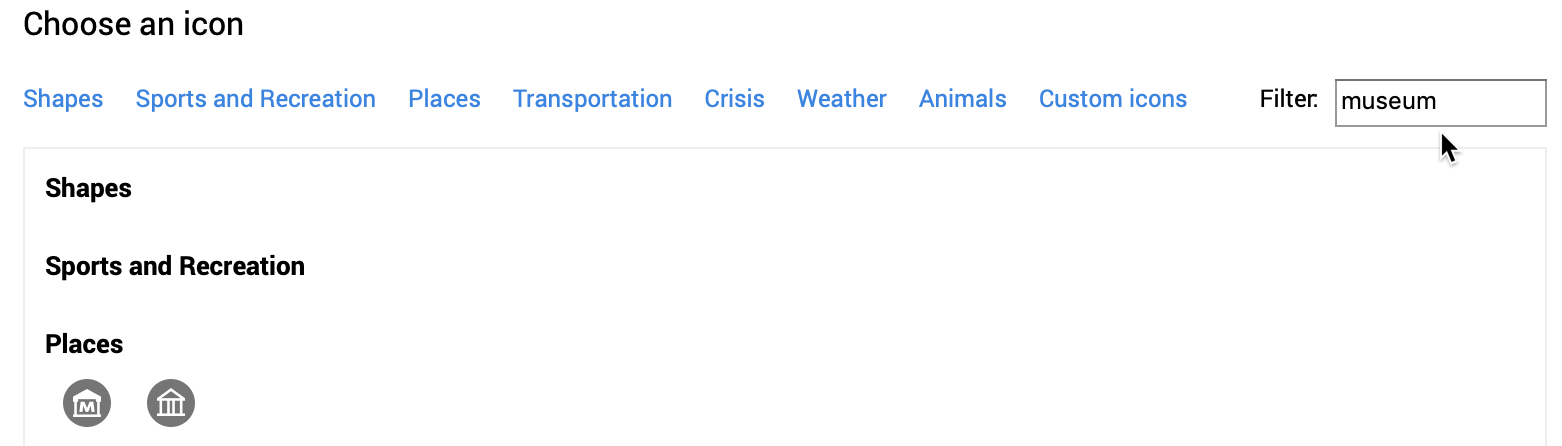 Choose an icon
Shapes Sports and Recreation Places Transportation Crisis Weather Animals Custom icons Filter: museum
Shapes
Sports and Recreation
Places
M